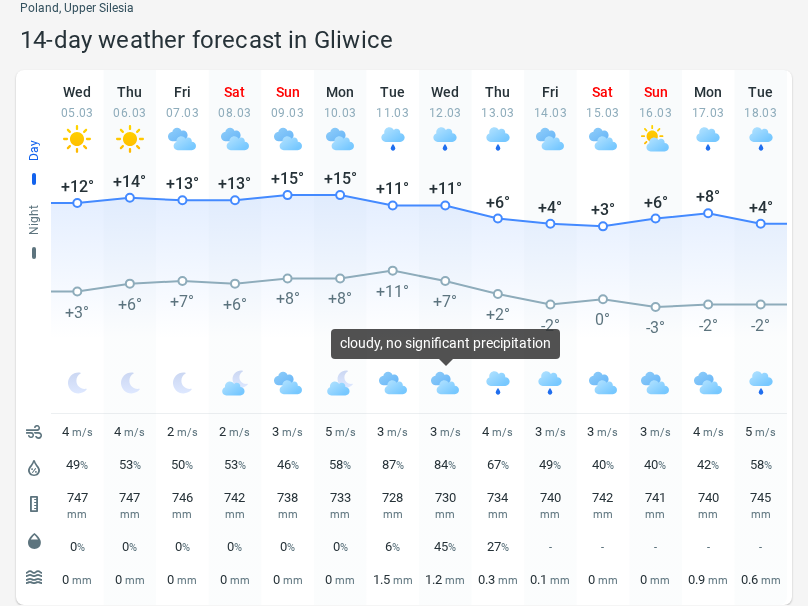 Poland, Upper Silesia
14-day weather forecast in Gliwice
Wed Thu Fri Sat Sun Mon Tue Wed Thu Fri Sat Sun Mon Tue
05.03 06.03 07.03 08.03 09.03 10.03 11.03 12.03 13.03 14.03 15.03 16.03 17.03 18.03
Day
+12° +14° +13° +13° +15° +15° +11° +11° +6° +4° +3° +6° +8° +4°
Night
+3° +6° +7° +6° +8° +8° +11° +7° +2° -2° 0° -3° -2° -2°
cloudy, no significant precipitation
4 m/s 4 m/s 2 m/s 2 m/s 3 m/s 5 m/s 3 m/s 3 m/s 4 m/s 3 m/s 3 m/s 3 m/s 4 m/s 5 m/s
49% 53% 50% 53% 46% 58% 87% 84% 67% 49% 40% 40% 42% 58%
747 747 746 742 738 733 728 730 734 740 742 741 740 745
mm mm mm mm mm mm mm mm mm mm mm mm mm mm
0% 0% 0% 0% 0% 0% 6% 45% 27% - - - - -
0 mm 0 mm 0 mm 0 mm 0 mm 0 mm 1.5 mm 1.2 mm 0.3 mm 0.1 mm 0 mm 0 mm 0.9 mm 0.6 mm